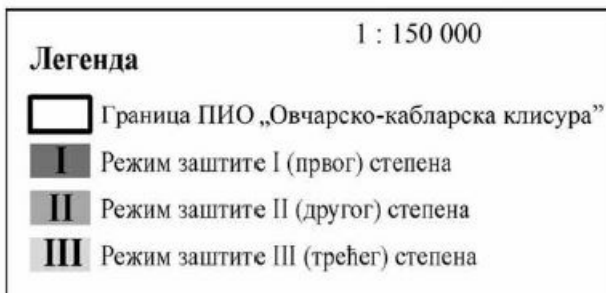 1 : 150 000
Легенда
Граница ПИО „Овчарско-кабларска клисура”
I Режим заштите I (првог) степена
II Режим заштите II (другог) степена
III Режим заштите III (трећег) степена